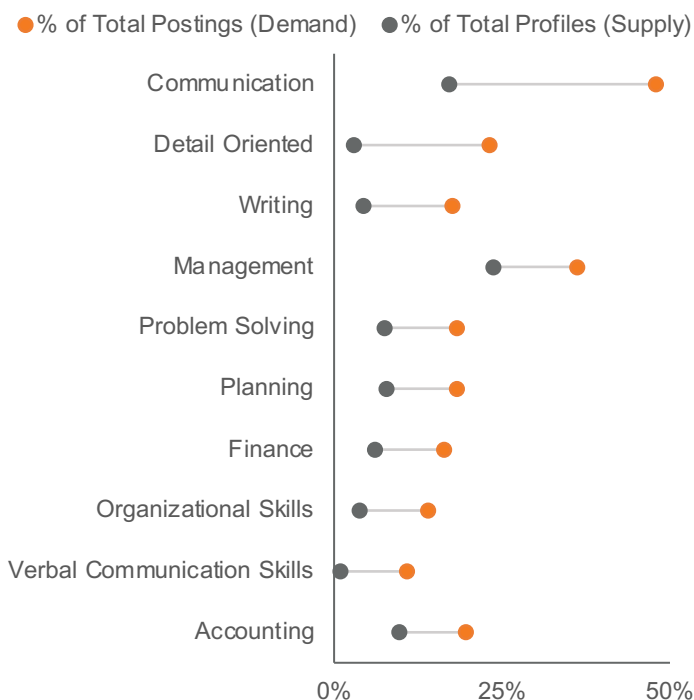 % of Total Postings (Demand) % of Total Profiles (Supply)
Communication
Detail Oriented
Writing
Management
Problem Solving
Planning
Finance
Organizational Skills
Verbal Communication Skills
Accounting
0% 25% 50%